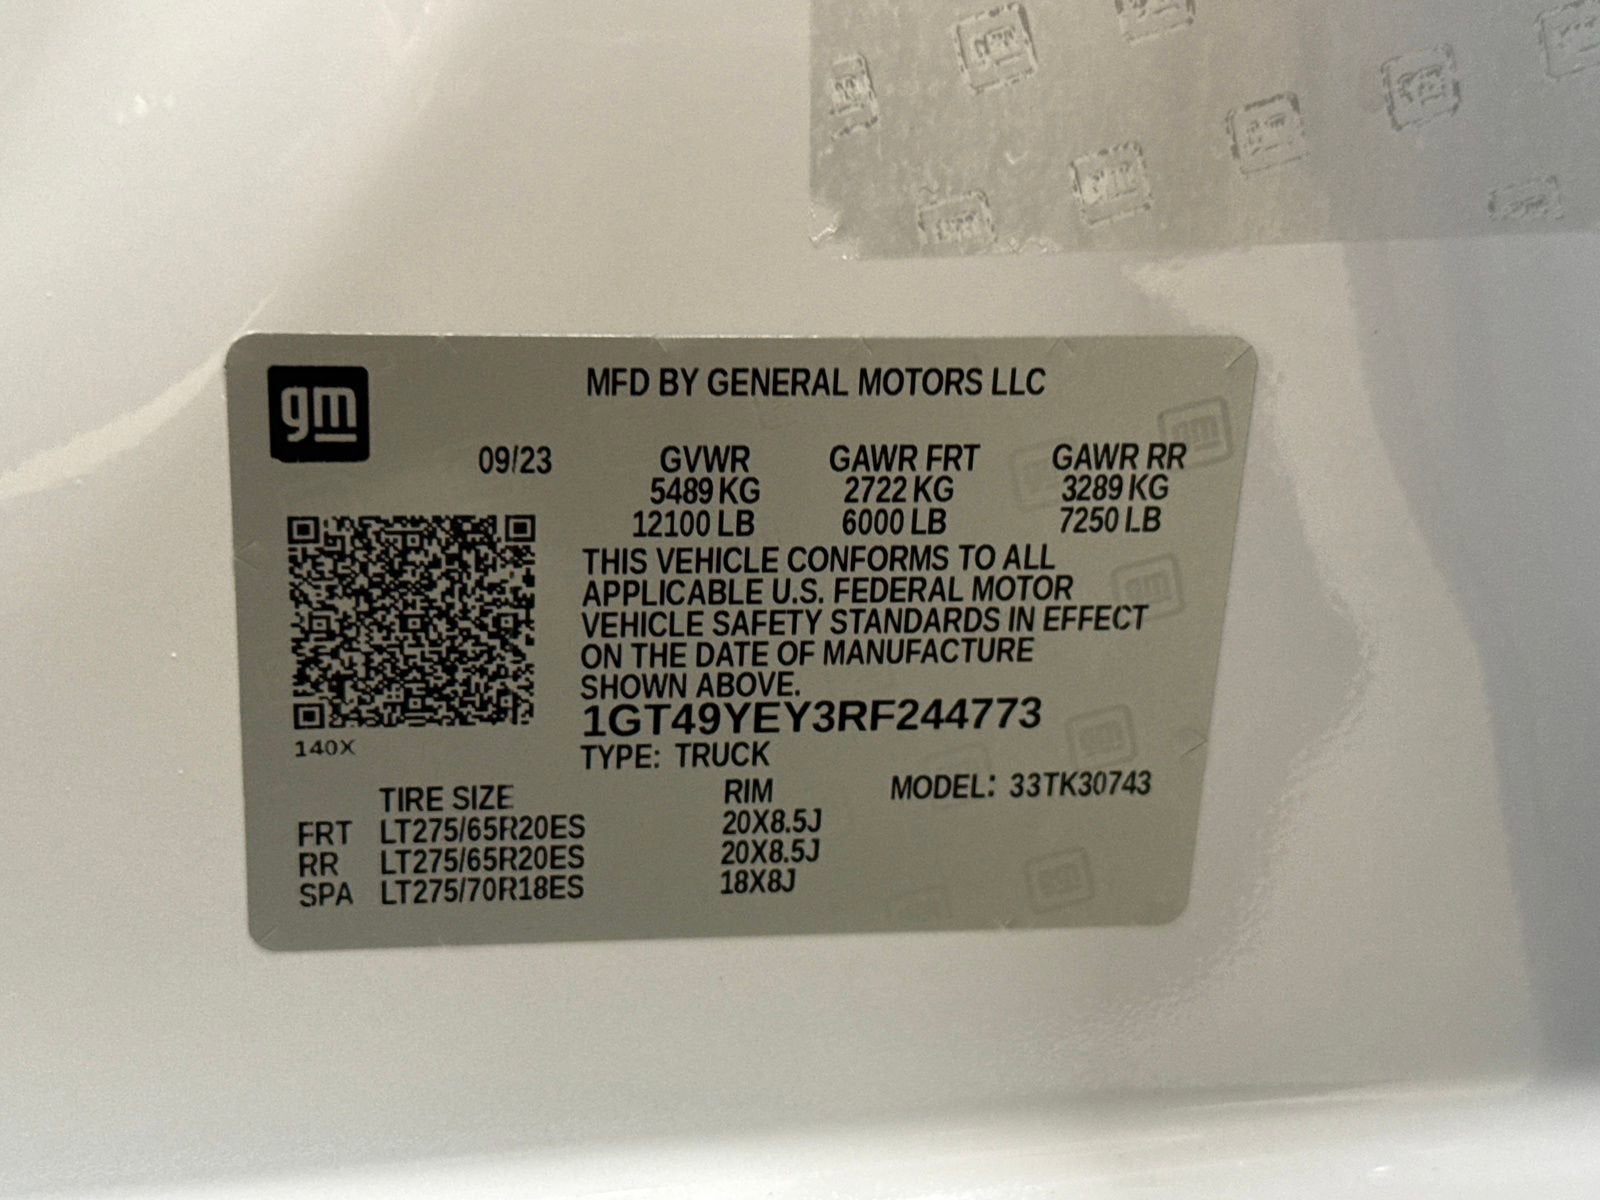 gm
MFD BY GENERAL MOTORS LLC
09/23 GVWR GAWR FRT GAWR RR
5489 KG 2722 KG 3289 KG
12100 LB 6000 LB 7250 LB
THIS VEHICLE CONFORMS TO ALL
APPLICABLE U.S. FEDERAL MOTOR
VEHICLE SAFETY STANDARDS IN EFFECT
ON THE DATE OF MANUFACTURE
SHOWN ABOVE.
1GT49YEY3RF244773
140X
TYPE: TRUCK
TIRE SIZE RIM MODEL: 33TK30743
FRT LT275/65R20ES 20X8.5J
RR LT275/65R20ES 20X8.5J
SPA LT275/70R18ES 18X8J